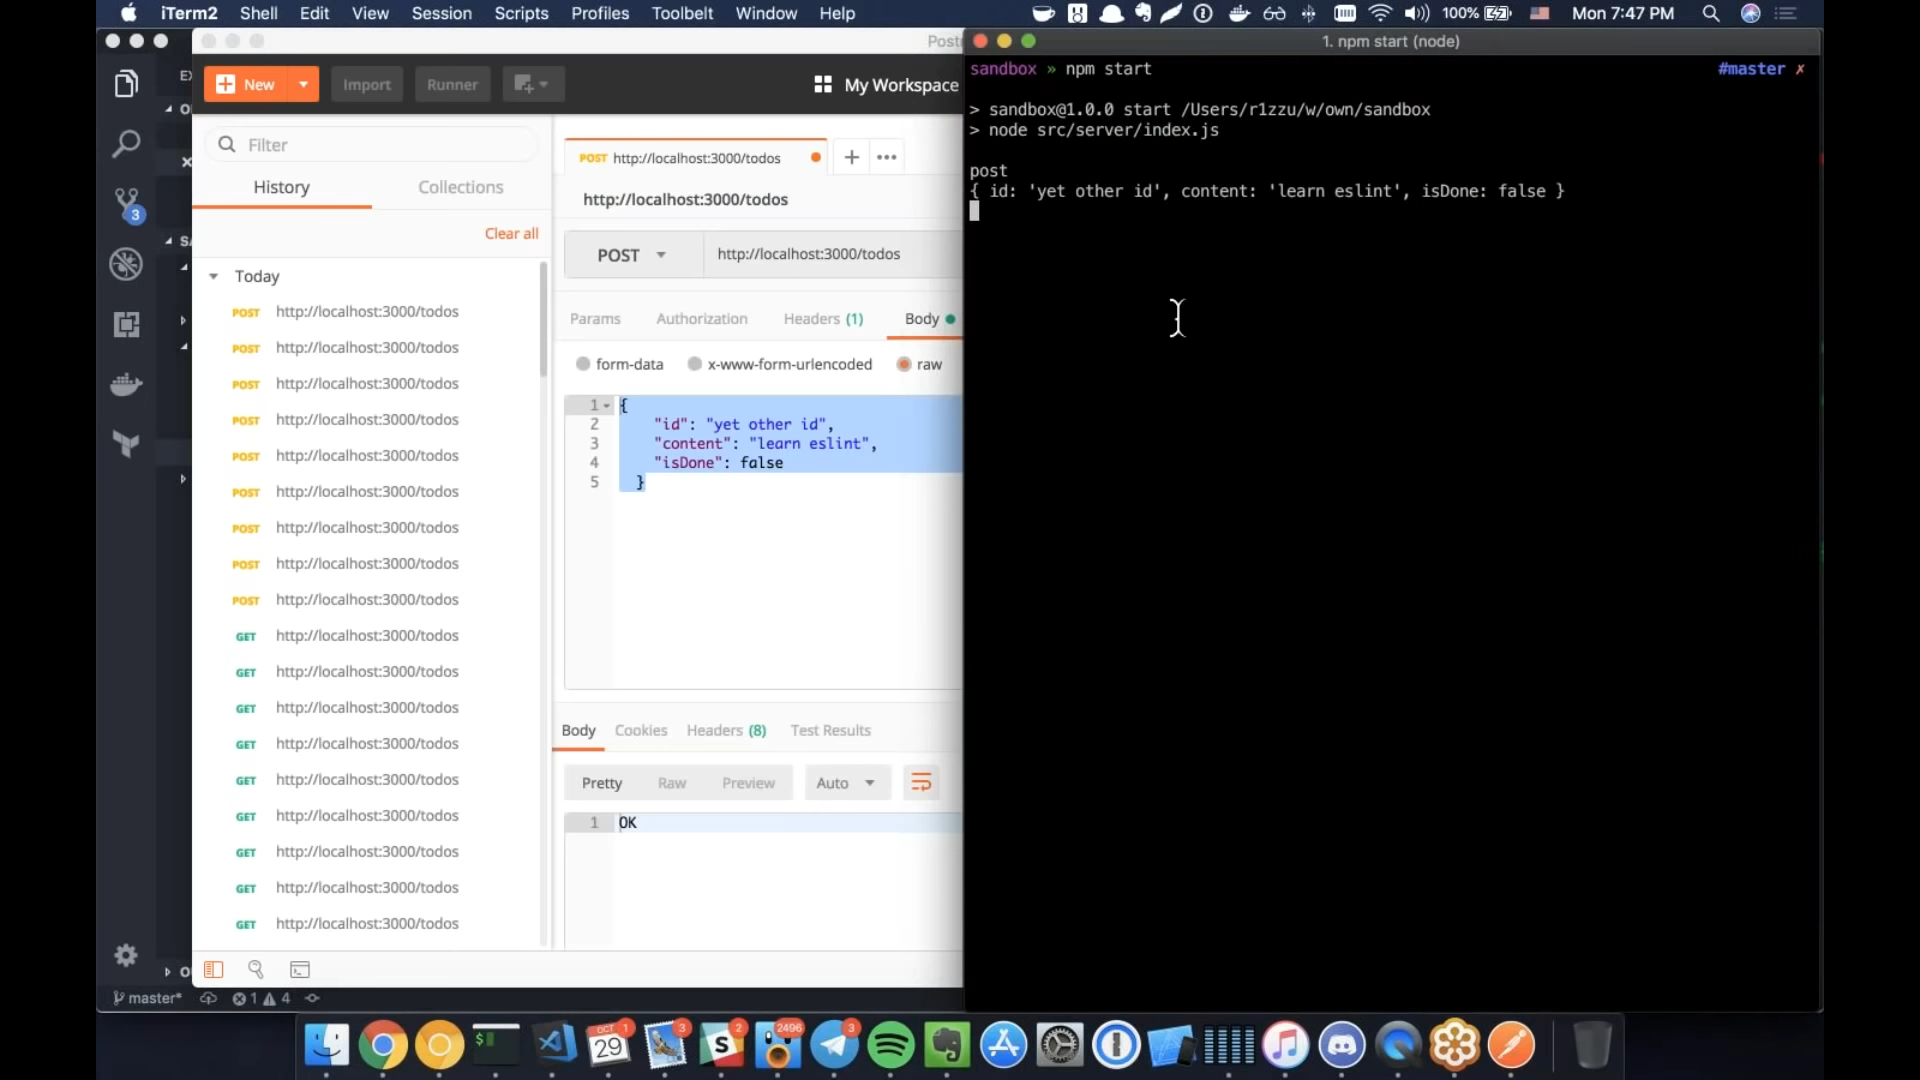 iTerm2 Shell Edit View Session Scripts Profiles Toolbelt Window Help 100% Mon 7:47 PM
1. npm start (node)
New Import Runner My Workspace
sandbox » npm start #master ✗
> sandbox@1.0.0 start /Users/r1zzu/w/own/sandbox
> node src/server/index.js
post
{ id: 'yet other id', content: 'learn eslint', isDone: false }
Filter
History Collections
Clear all
Today
POST http://localhost:3000/todos
POST http://localhost:3000/todos
POST http://localhost:3000/todos
POST http://localhost:3000/todos
POST http://localhost:3000/todos
POST http://localhost:3000/todos
POST http://localhost:3000/todos
POST http://localhost:3000/todos
POST http://localhost:3000/todos
GET http://localhost:3000/todos
GET http://localhost:3000/todos
GET http://localhost:3000/todos
GET http://localhost:3000/todos
GET http://localhost:3000/todos
GET http://localhost:3000/todos
GET http://localhost:3000/todos
GET http://localhost:3000/todos
GET http://localhost:3000/todos
POST http://localhost:3000/todos + •••
http://localhost:3000/todos
POST http://localhost:3000/todos
Params Authorization Headers (1) Body
form-data x-www-form-urlencoded raw
1 {
2 "id": "yet other id",
3 "content": "learn eslint",
4 "isDone": false
5 }
Body Cookies Headers (8) Test Results
Pretty Raw Preview Auto
1 OK
3
master* 1 4
OCT 29 1 3 2 2496 3